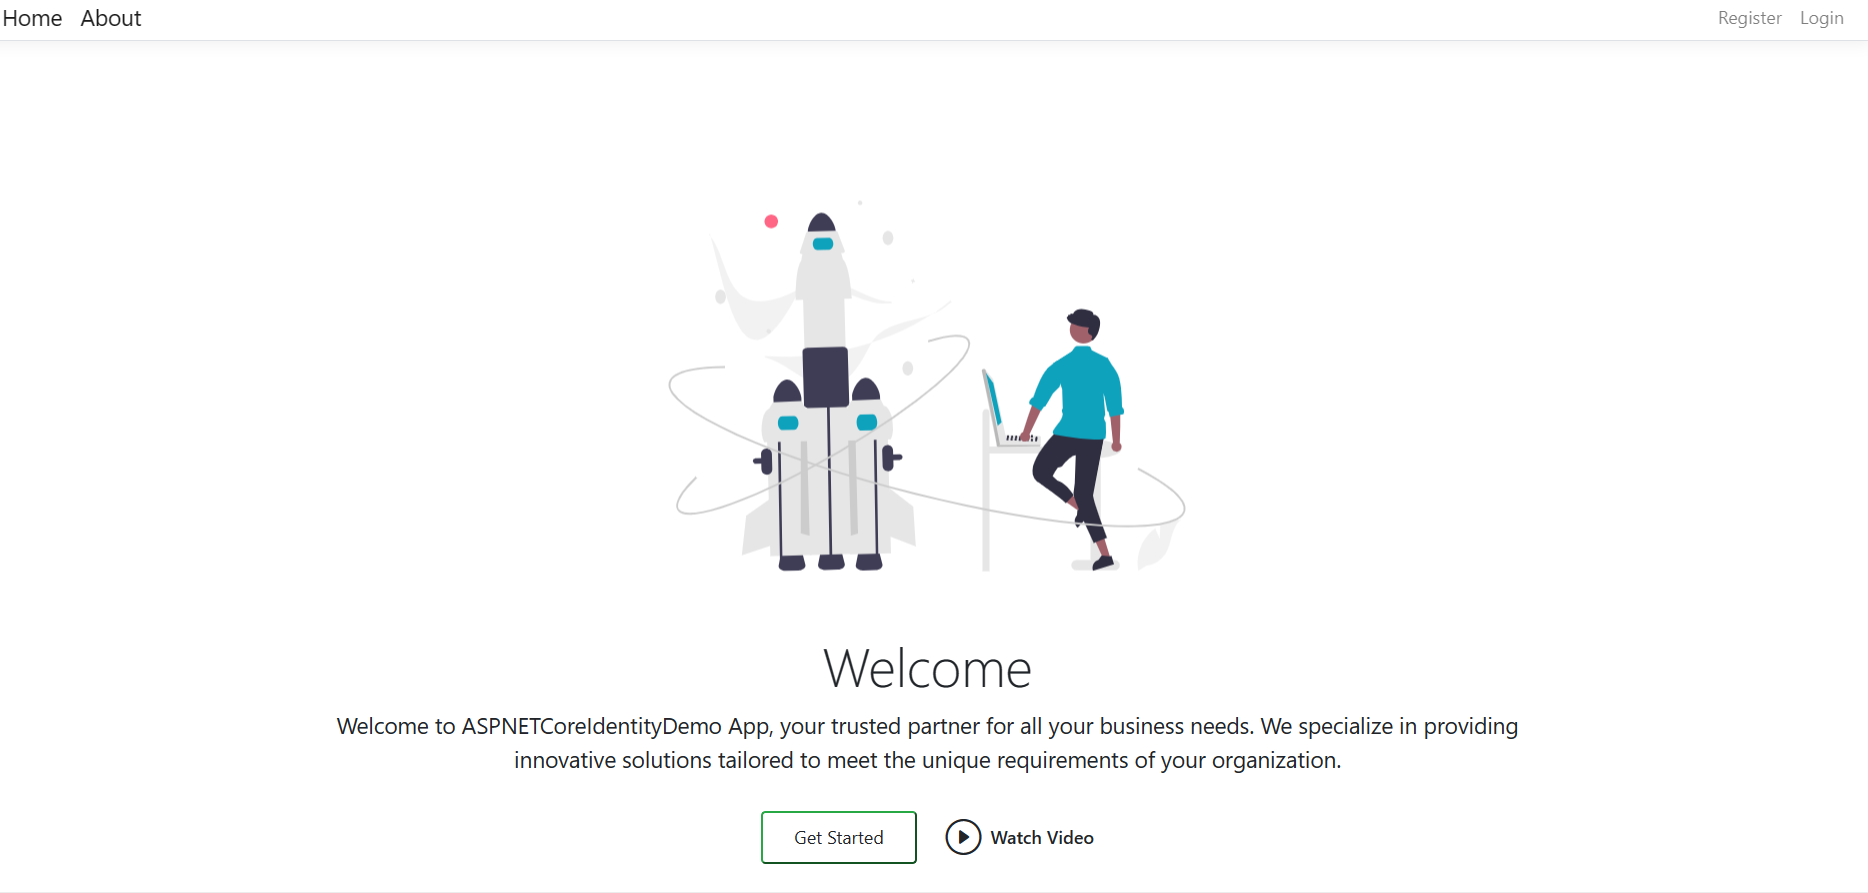 Home About Register Login
Welcome
Welcome to ASPNETCoreIdentityDemo App, your trusted partner for all your business needs. We specialize in providing
innovative solutions tailored to meet the unique requirements of your organization.
Get Started Watch Video